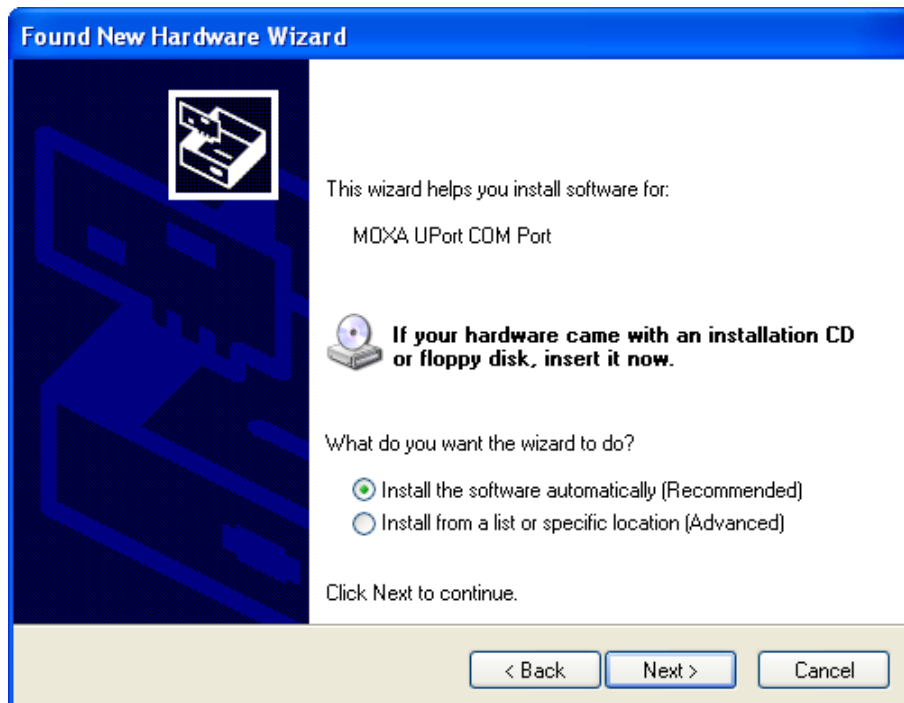 Found New Hardware Wizard
This wizard helps you install software for:
MOXA UPort COM Port
If your hardware came with an installation CD
or floppy disk, insert it now.
What do you want the wizard to do?
Install the software automatically (Recommended)
Install from a list or specific location (Advanced)
Click Next to continue.
< Back
Next >
Cancel